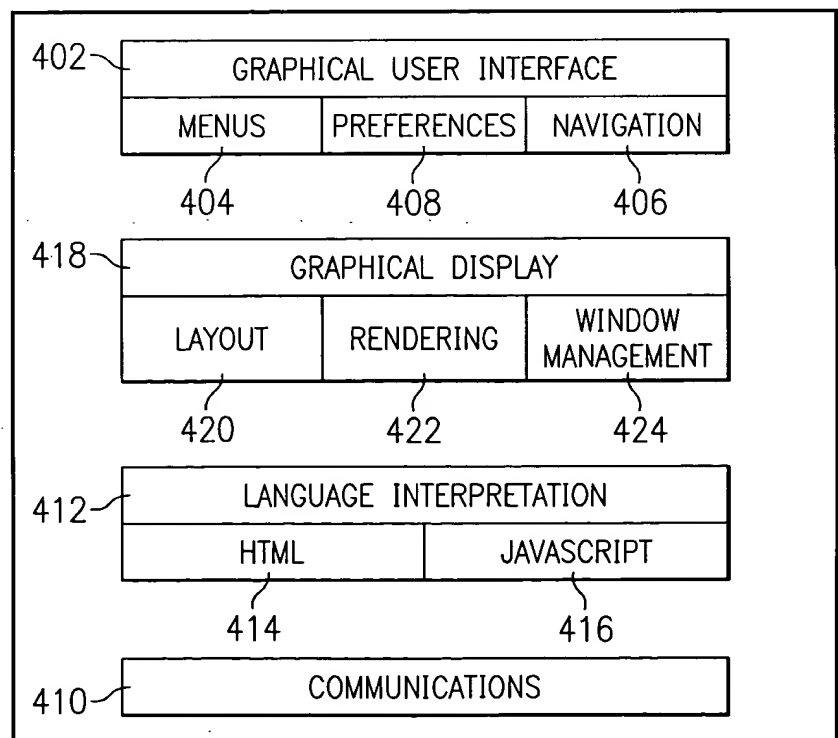 402
GRAPHICAL USER INTERFACE
MENUS PREFERENCES NAVIGATION
404 408 406
418
GRAPHICAL DISPLAY
LAYOUT RENDERING WINDOW
MANAGEMENT
420 422 424
412
LANGUAGE INTERPRETATION
HTML JAVASCRIPT
414 416
410
COMMUNICATIONS